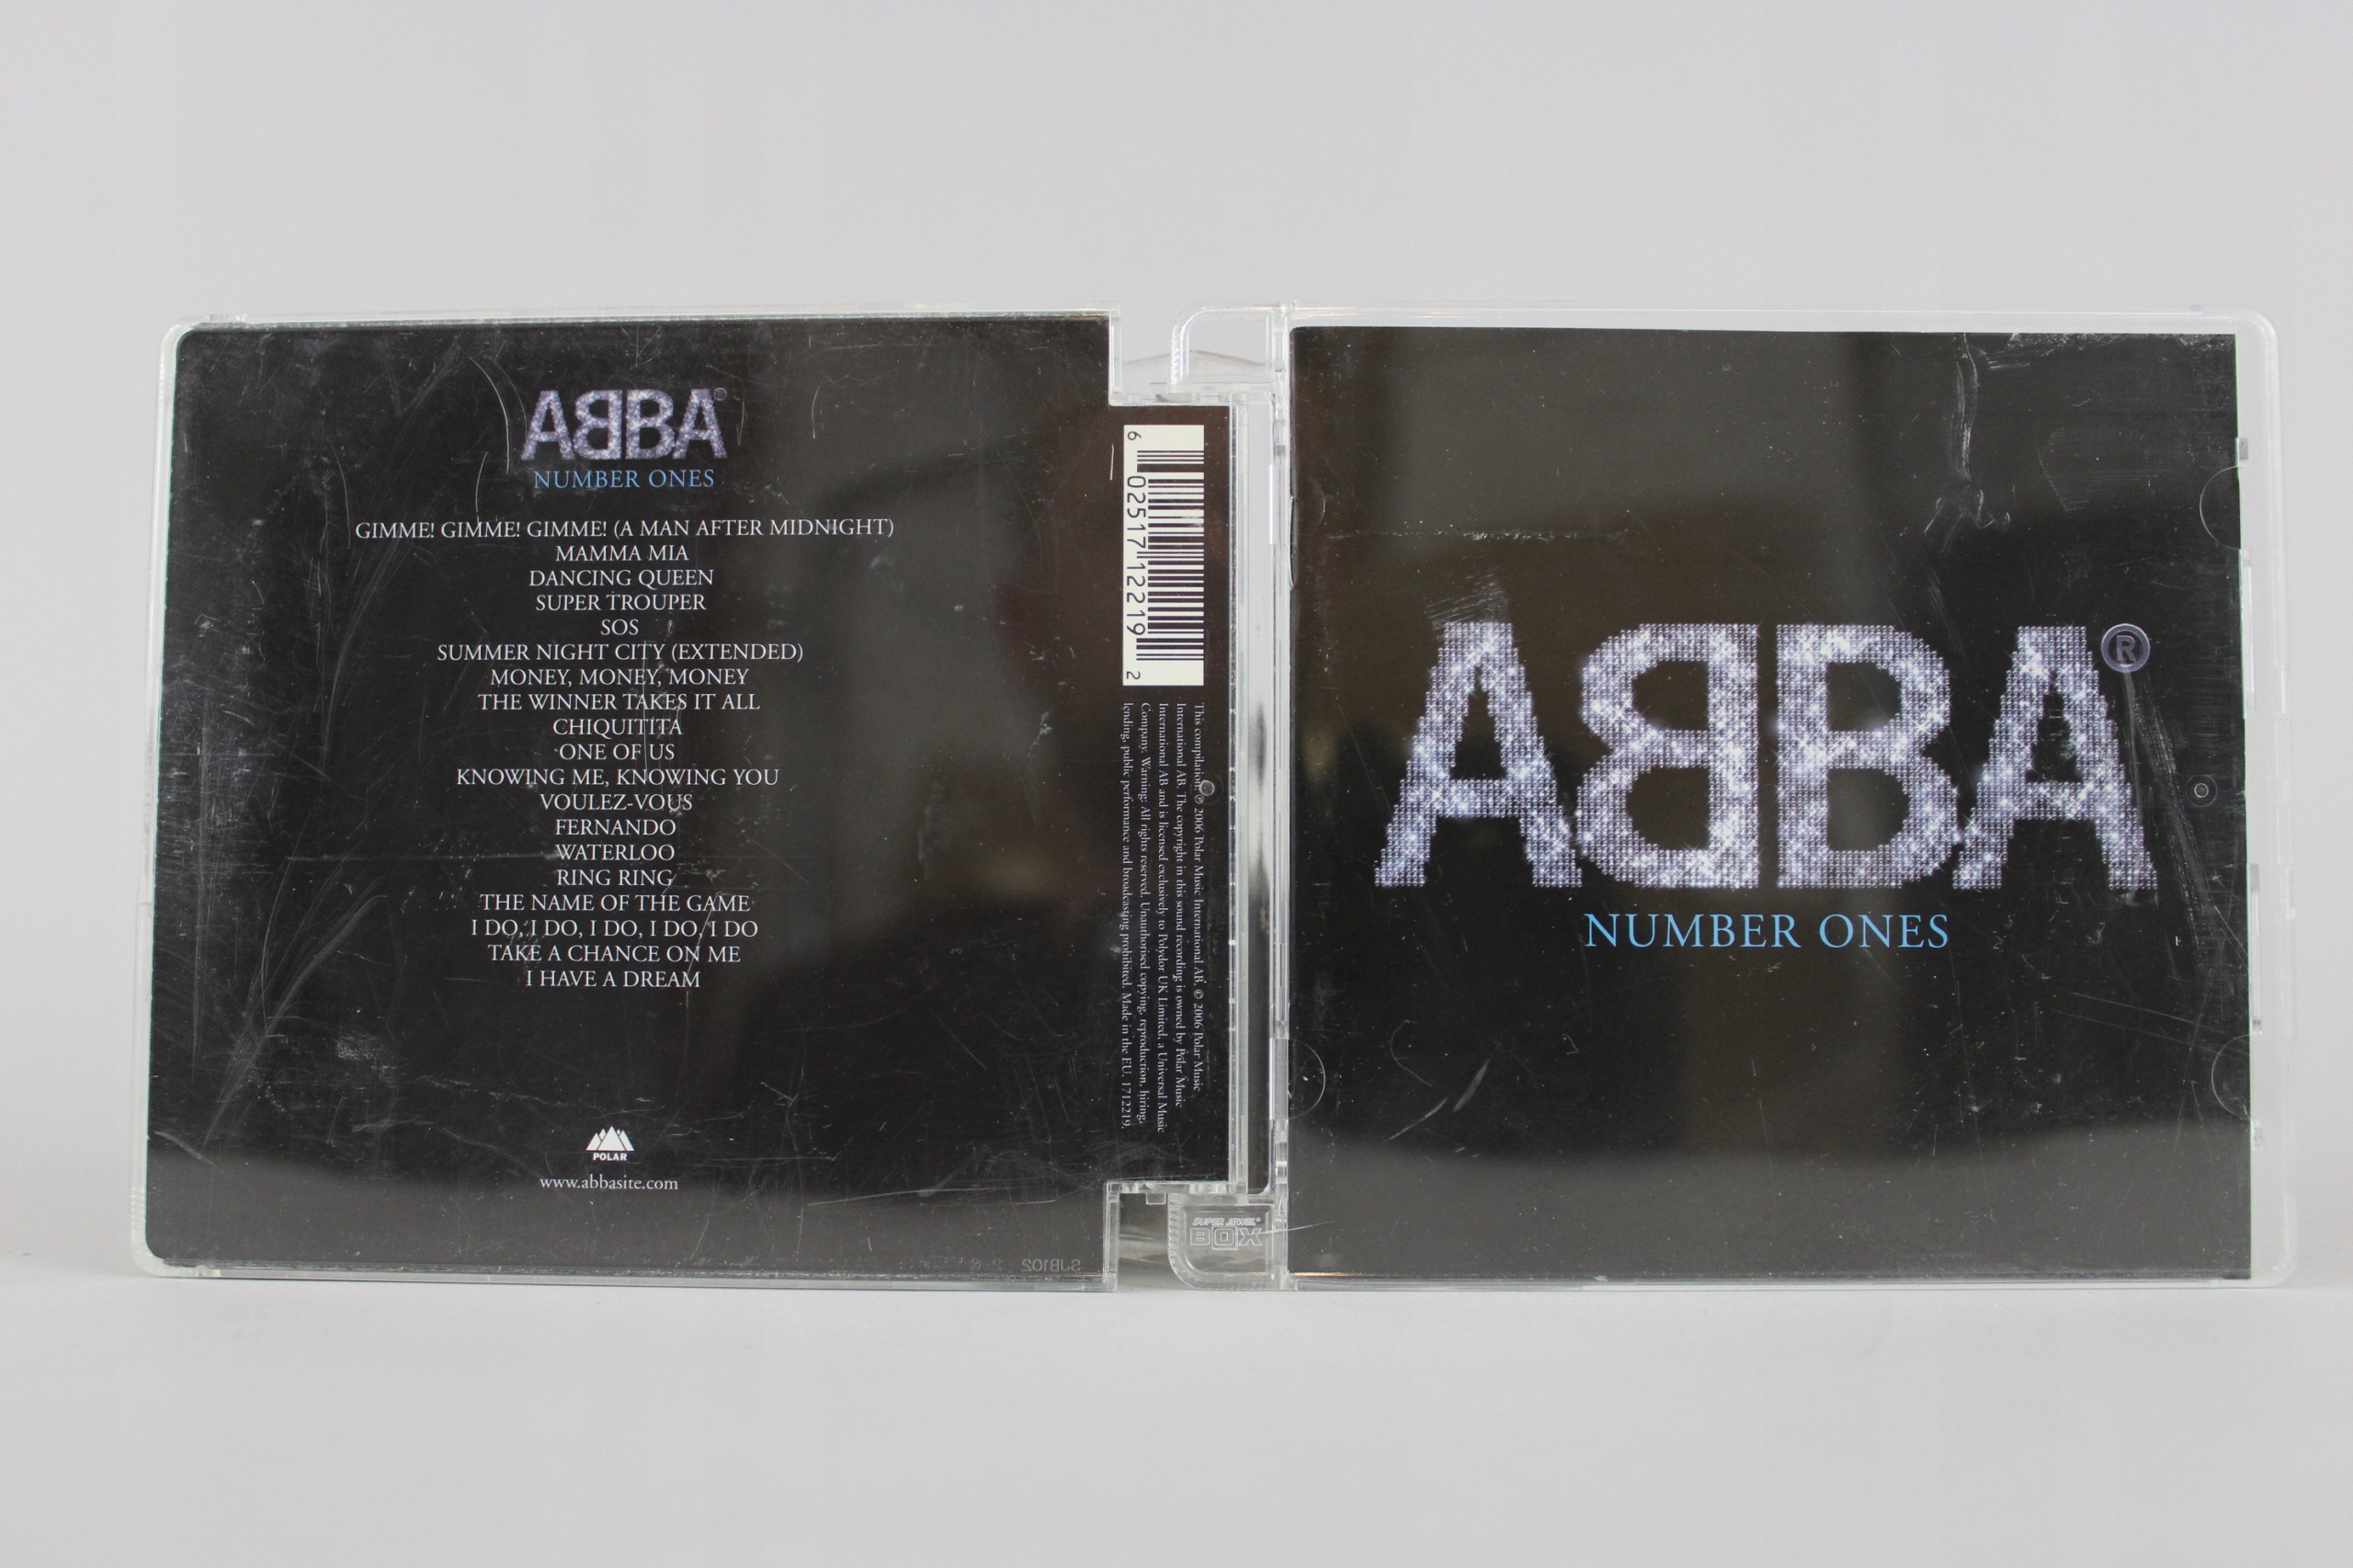 ABBA®
NUMBER ONES
GIMME! GIMME! GIMME! (A MAN AFTER MIDNIGHT)
MAMMA MIA
DANCING QUEEN
SUPER TROUPER
SOS
SUMMER NIGHT CITY (EXTENDED)
MONEY, MONEY, MONEY
THE WINNER TAKES IT ALL
CHIQUITITA
ONE OF US
KNOWING ME, KNOWING YOU
VOULEZ-VOUS
FERNANDO
WATERLOO
RING RING
THE NAME OF THE GAME
I DO, I DO, I DO, I DO, I DO
TAKE A CHANCE ON ME
I HAVE A DREAM
POLAR
www.abbasite.com
SJB102
6 02517 12219 2
This compilation ℗ 2006 Polar Music International AB. © 2006 Polar Music
International AB. The copyright in this sound recording is owned by Polar Music
International AB and is licensed exclusively to Polydor UK Limited, a Universal Music
Company. Warning: All rights reserved. Unauthorised copying, reproduction, hiring,
lending, public performance and broadcasting prohibited. Made in the EU. 1712219.
SUPER JEWEL®
BOX
ABBA®
NUMBER ONES